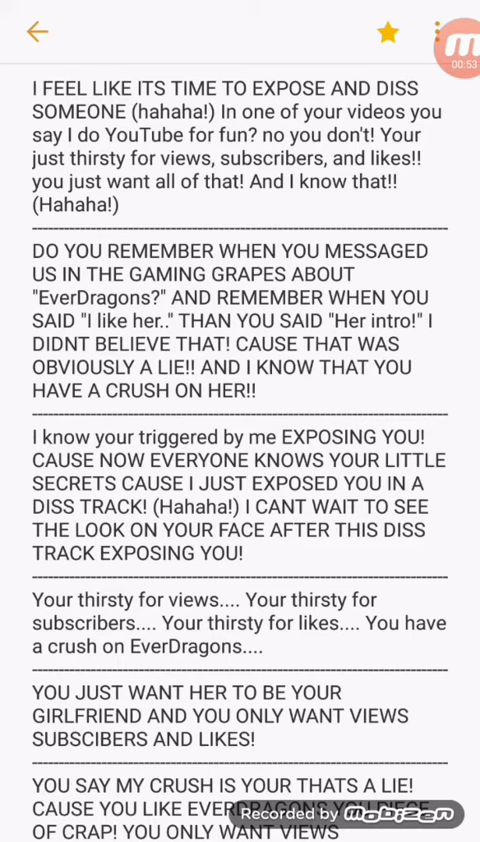 00:53
I FEEL LIKE ITS TIME TO EXPOSE AND DISS
SOMEONE (hahaha!) In one of your videos you
say I do YouTube for fun? no you don't! Your
just thirsty for views, subscribers, and likes!!
you just want all of that! And I know that!!
(Hahaha!)
DO YOU REMEMBER WHEN YOU MESSAGED
US IN THE GAMING GRAPES ABOUT
"EverDragons?" AND REMEMBER WHEN YOU
SAID "I like her.." THAN YOU SAID "Her intro!" I
DIDNT BELIEVE THAT! CAUSE THAT WAS
OBVIOUSLY A LIE!! AND I KNOW THAT YOU
HAVE A CRUSH ON HER!!
I know your triggered by me EXPOSING YOU!
CAUSE NOW EVERYONE KNOWS YOUR LITTLE
SECRETS CAUSE I JUST EXPOSED YOU IN A
DISS TRACK! (Hahaha!) I CANT WAIT TO SEE
THE LOOK ON YOUR FACE AFTER THIS DISS
TRACK EXPOSING YOU!
Your thirsty for views.... Your thirsty for
subscribers.... Your thirsty for likes.... You have
a crush on EverDragons....
YOU JUST WANT HER TO BE YOUR
GIRLFRIEND AND YOU ONLY WANT VIEWS
SUBSCIBERS AND LIKES!
YOU SAY MY CRUSH IS YOUR THATS A LIE!
CAUSE YOU LIKE EVERDRAGONS YOU PIECE
OF CRAP! YOU ONLY WANT VIEWS
Recorded by mobizen